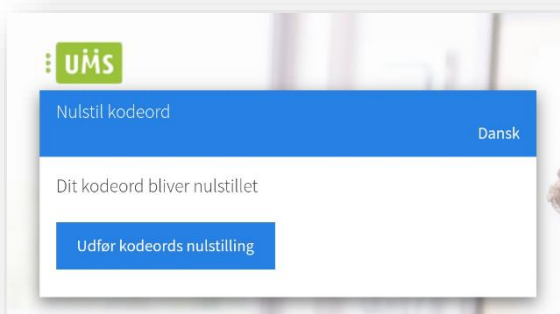 UMS
Nulstil kodeord
Dansk
Dit kodeord bliver nulstillet
Udfør kodeords nulstilling